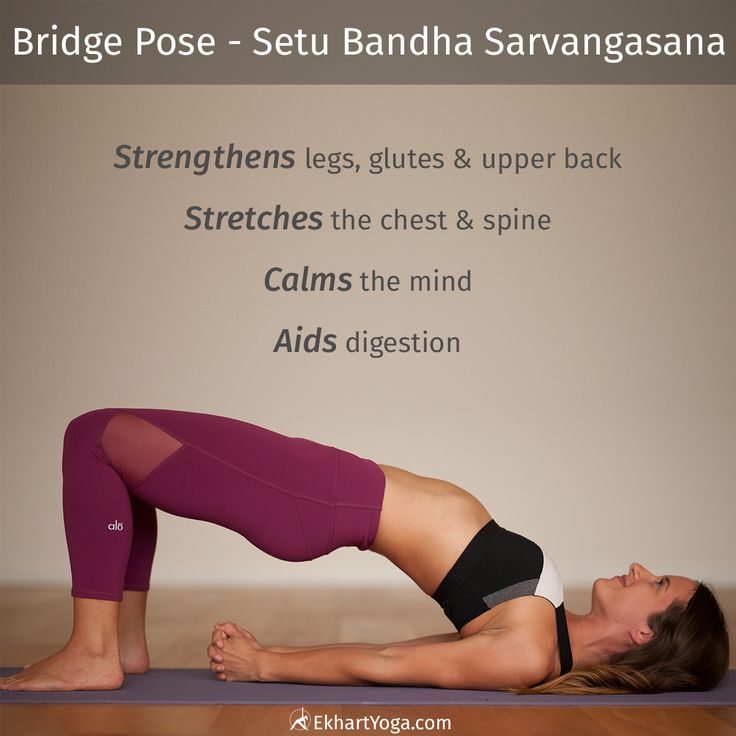 Bridge Pose - Setu Bandha Sarvangasana
Strengthens legs, glutes & upper back
Stretches the chest & spine
Calms the mind
Aids digestion
alo
EkhartYoga.com